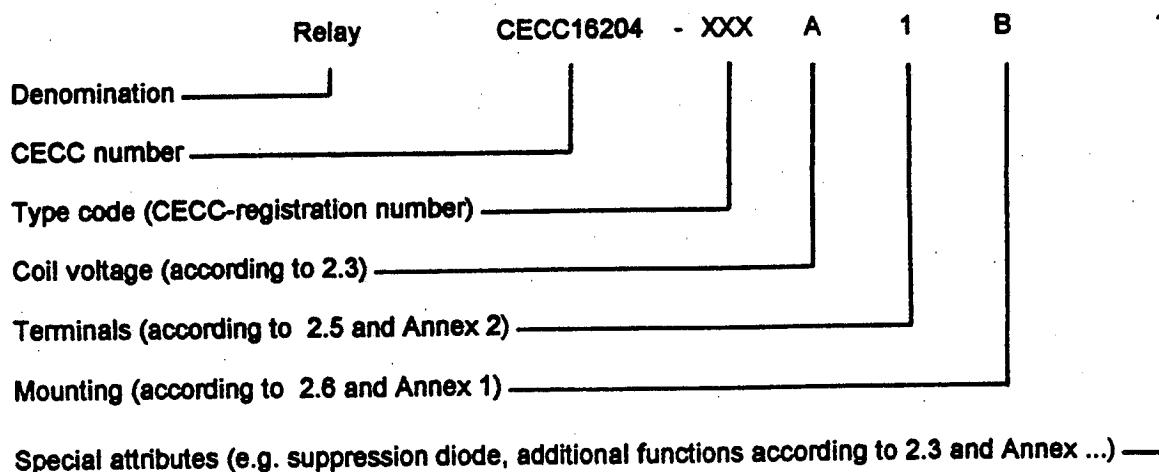 Relay CECC16204 - XXX A 1 B
Denomination
CECC number
Type code (CECC-registration number)
Coil voltage (according to 2.3)
Terminals (according to 2.5 and Annex 2)
Mounting (according to 2.6 and Annex 1)
Special attributes (e.g. suppression diode, additional functions according to 2.3 and Annex ...)